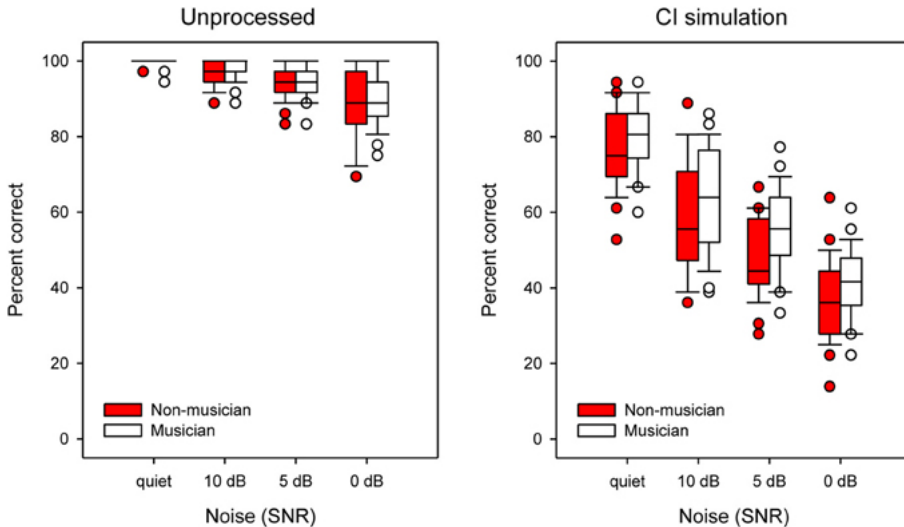 Unprocessed
CI simulation
100
80
60
40
20
0
Percent correct
Non-musician
Musician
quiet 10 dB 5 dB 0 dB
Noise (SNR)
100
80
60
40
20
0
Percent correct
Non-musician
Musician
quiet 10 dB 5 dB 0 dB
Noise (SNR)